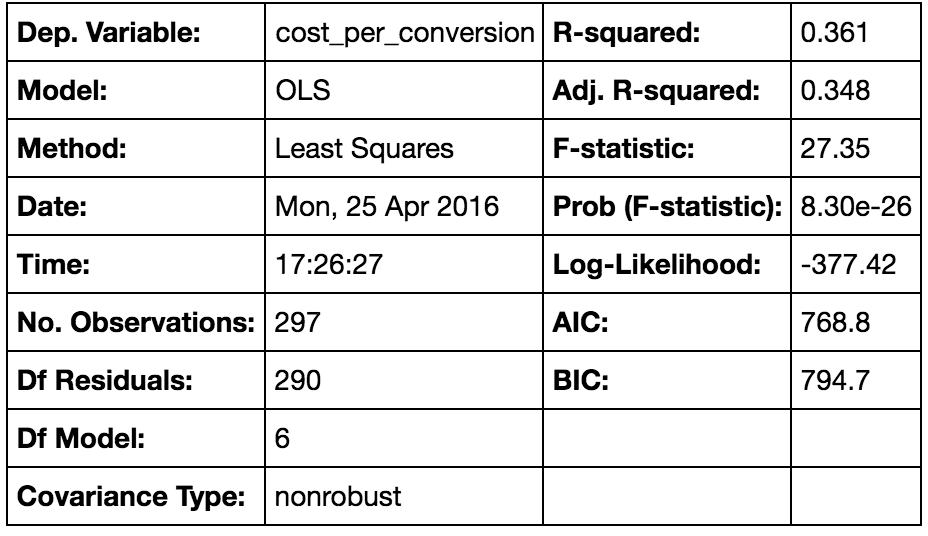 Dep. Variable: cost_per_conversion R-squared: 0.361
Model: OLS Adj. R-squared: 0.348
Method: Least Squares F-statistic: 27.35
Date: Mon, 25 Apr 2016 Prob (F-statistic): 8.30e-26
Time: 17:26:27 Log-Likelihood: -377.42
No. Observations: 297 AIC: 768.8
Df Residuals: 290 BIC: 794.7
Df Model: 6
Covariance Type: nonrobust